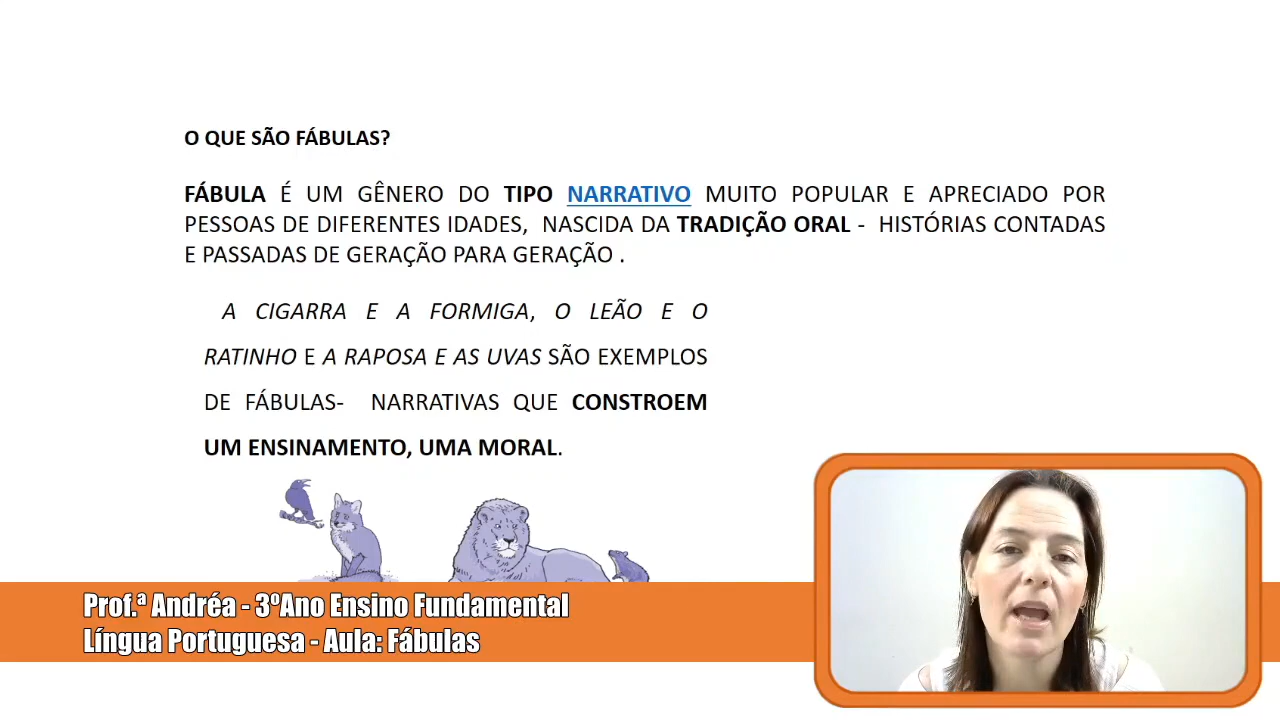 O QUE SÃO FÁBULAS?
FÁBULA É UM GÊNERO DO TIPO NARRATIVO MUITO POPULAR E APRECIADO POR
PESSOAS DE DIFERENTES IDADES, NASCIDA DA TRADIÇÃO ORAL - HISTÓRIAS CONTADAS
E PASSADAS DE GERAÇÃO PARA GERAÇÃO .
A CIGARRA E A FORMIGA, O LEÃO E O
RATINHO E A RAPOSA E AS UVAS SÃO EXEMPLOS
DE FÁBULAS- NARRATIVAS QUE CONSTROEM
UM ENSINAMENTO, UMA MORAL.
Prof.ª Andréa - 3ºAno Ensino Fundamental
Língua Portuguesa - Aula: Fábulas